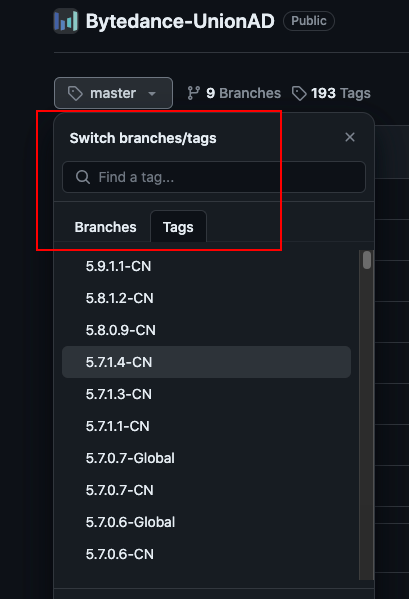 Bytedance-UnionAD Public
master 9 Branches 193 Tags
Switch branches/tags
Find a tag...
Branches Tags
5.9.1.1-CN
5.8.1.2-CN
5.8.0.9-CN
5.7.1.4-CN
5.7.1.3-CN
5.7.1.1-CN
5.7.0.7-Global
5.7.0.7-CN
5.7.0.6-Global
5.7.0.6-CN